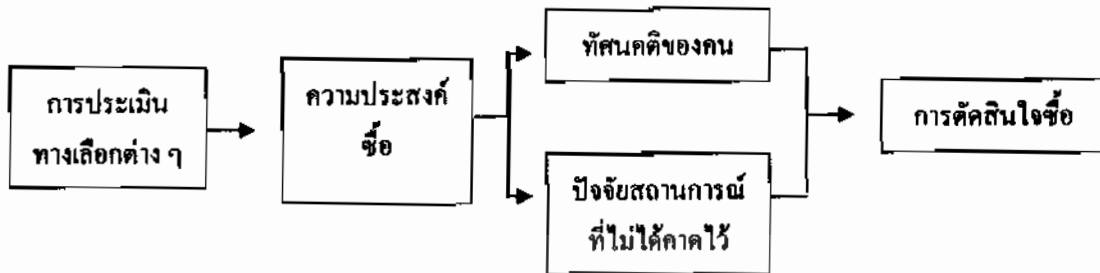 การประเมิน
ทางเลือกต่าง ๆ
ความประสงค์
ซื้อ
ทัศนคติของคน
ปัจจัยสถานการณ์
ที่ไม่ได้คาดไว้
การตัดสินใจซื้อ